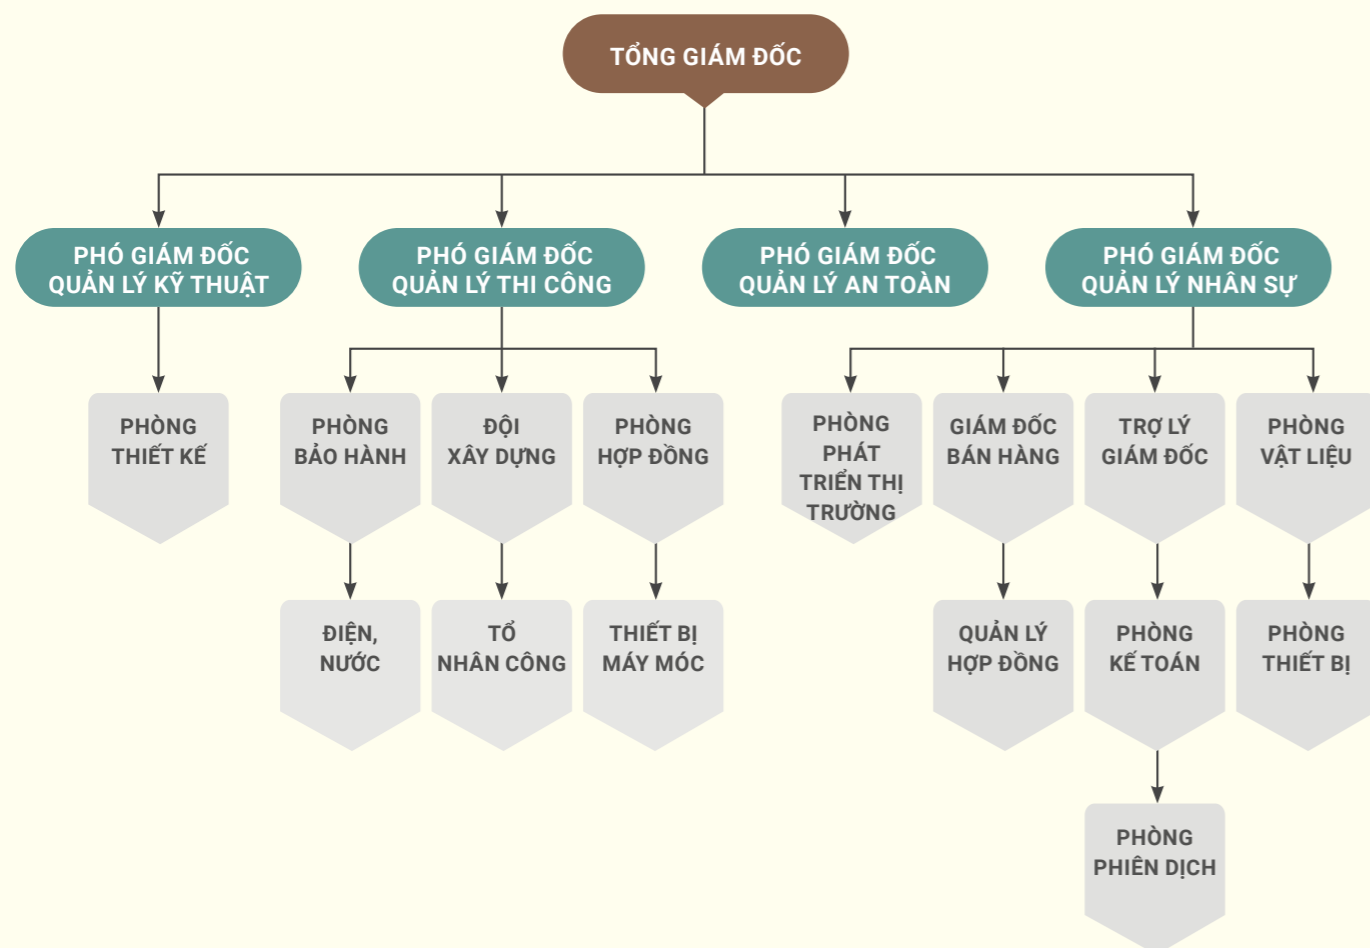 TỔNG GIÁM ĐỐC
PHÓ GIÁM ĐỐC
QUẢN LÝ KỸ THUẬT
PHÓ GIÁM ĐỐC
QUẢN LÝ THI CÔNG
PHÓ GIÁM ĐỐC
QUẢN LÝ AN TOÀN
PHÓ GIÁM ĐỐC
QUẢN LÝ NHÂN SỰ
PHÒNG
THIẾT KẾ
PHÒNG
BẢO HÀNH
ĐỘI
XÂY DỰNG
PHÒNG
HỢP ĐỒNG
PHÒNG
PHÁT
TRIỂN THỊ
TRƯỜNG
GIÁM ĐỐC
BÁN HÀNG
TRỢ LÝ
GIÁM ĐỐC
PHÒNG
VẬT LIỆU
ĐIỆN,
NƯỚC
TỔ
NHÂN CÔNG
THIẾT BỊ
MÁY MÓC
QUẢN LÝ
HỢP ĐỒNG
PHÒNG
KẾ TOÁN
PHÒNG
THIẾT BỊ
PHÒNG
PHIÊN DỊCH